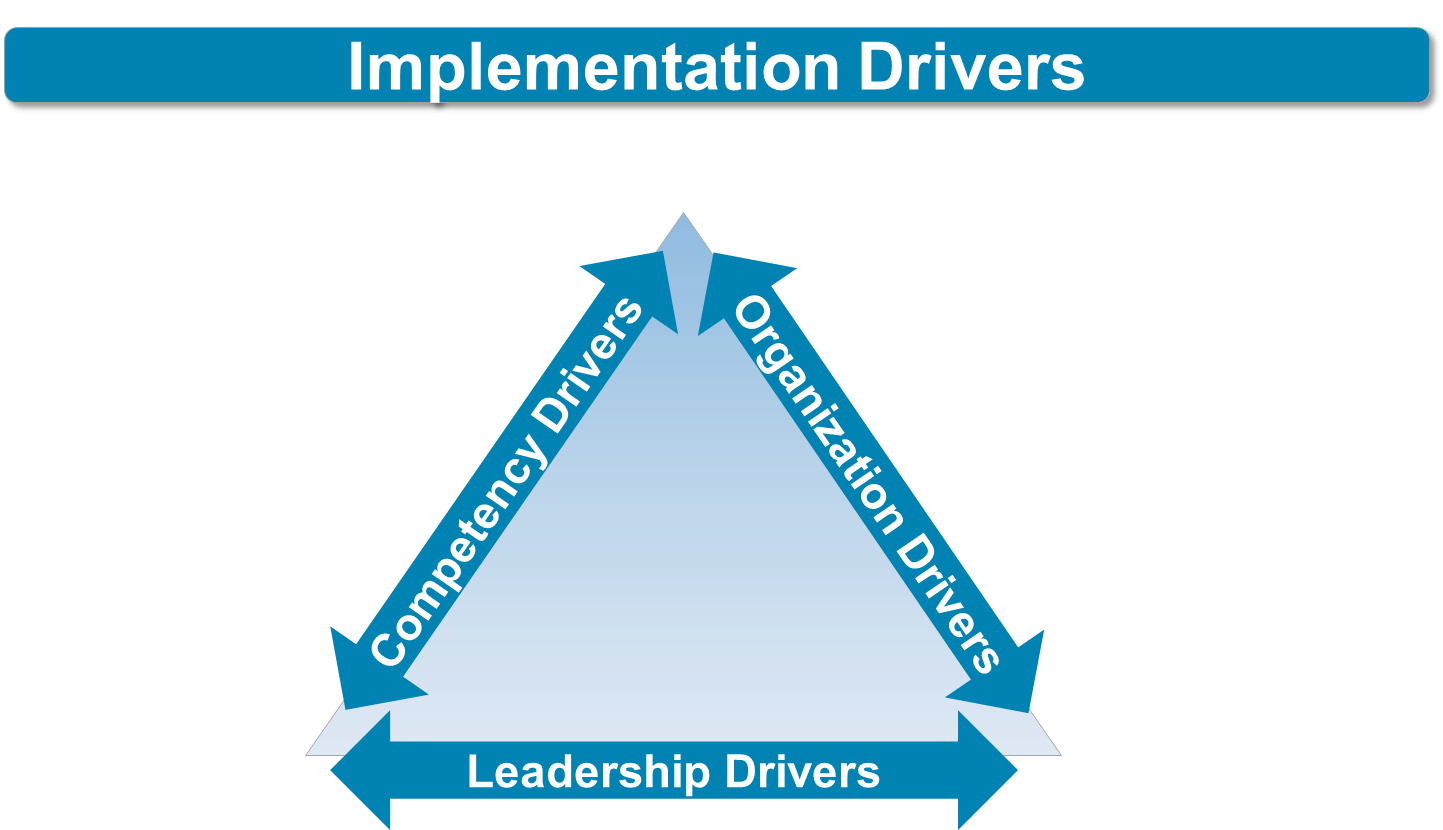 Implementation Drivers
Competency Drivers
Organization Drivers
Leadership Drivers